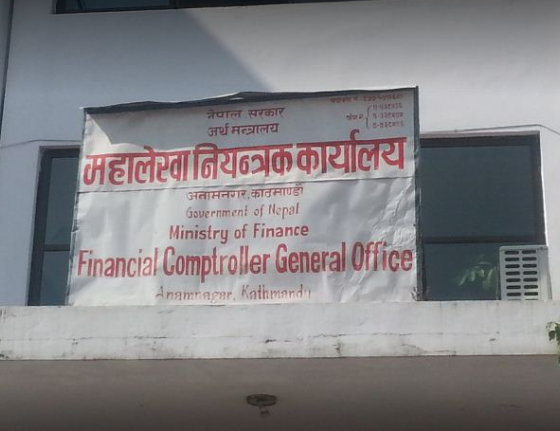 नेपाल सरकार
अर्थ मन्त्रालय
महालेखा नियन्त्रक कार्यालय
अनामनगर, काठमाण्डौ
Government of Nepal
Ministry of Finance
Financial Comptroller General Office
Anamnagar, Kathmandu